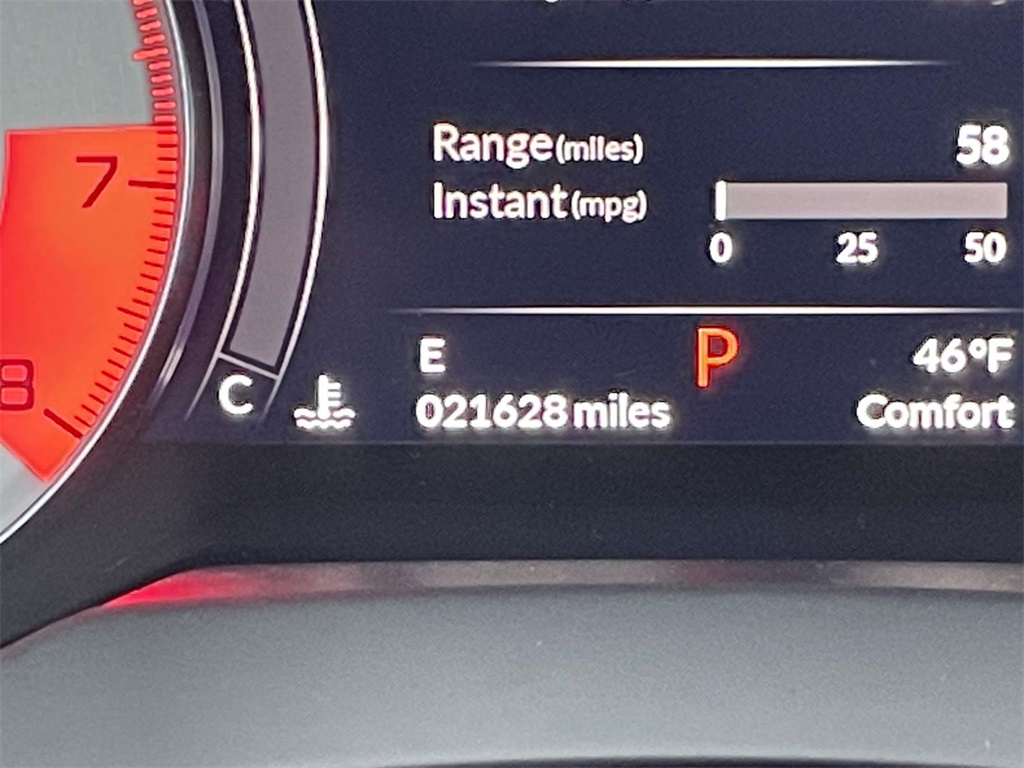 Range (miles) 58
Instant (mpg)
0 25 50
7
E P 46°F
8
C
021628 miles Comfort